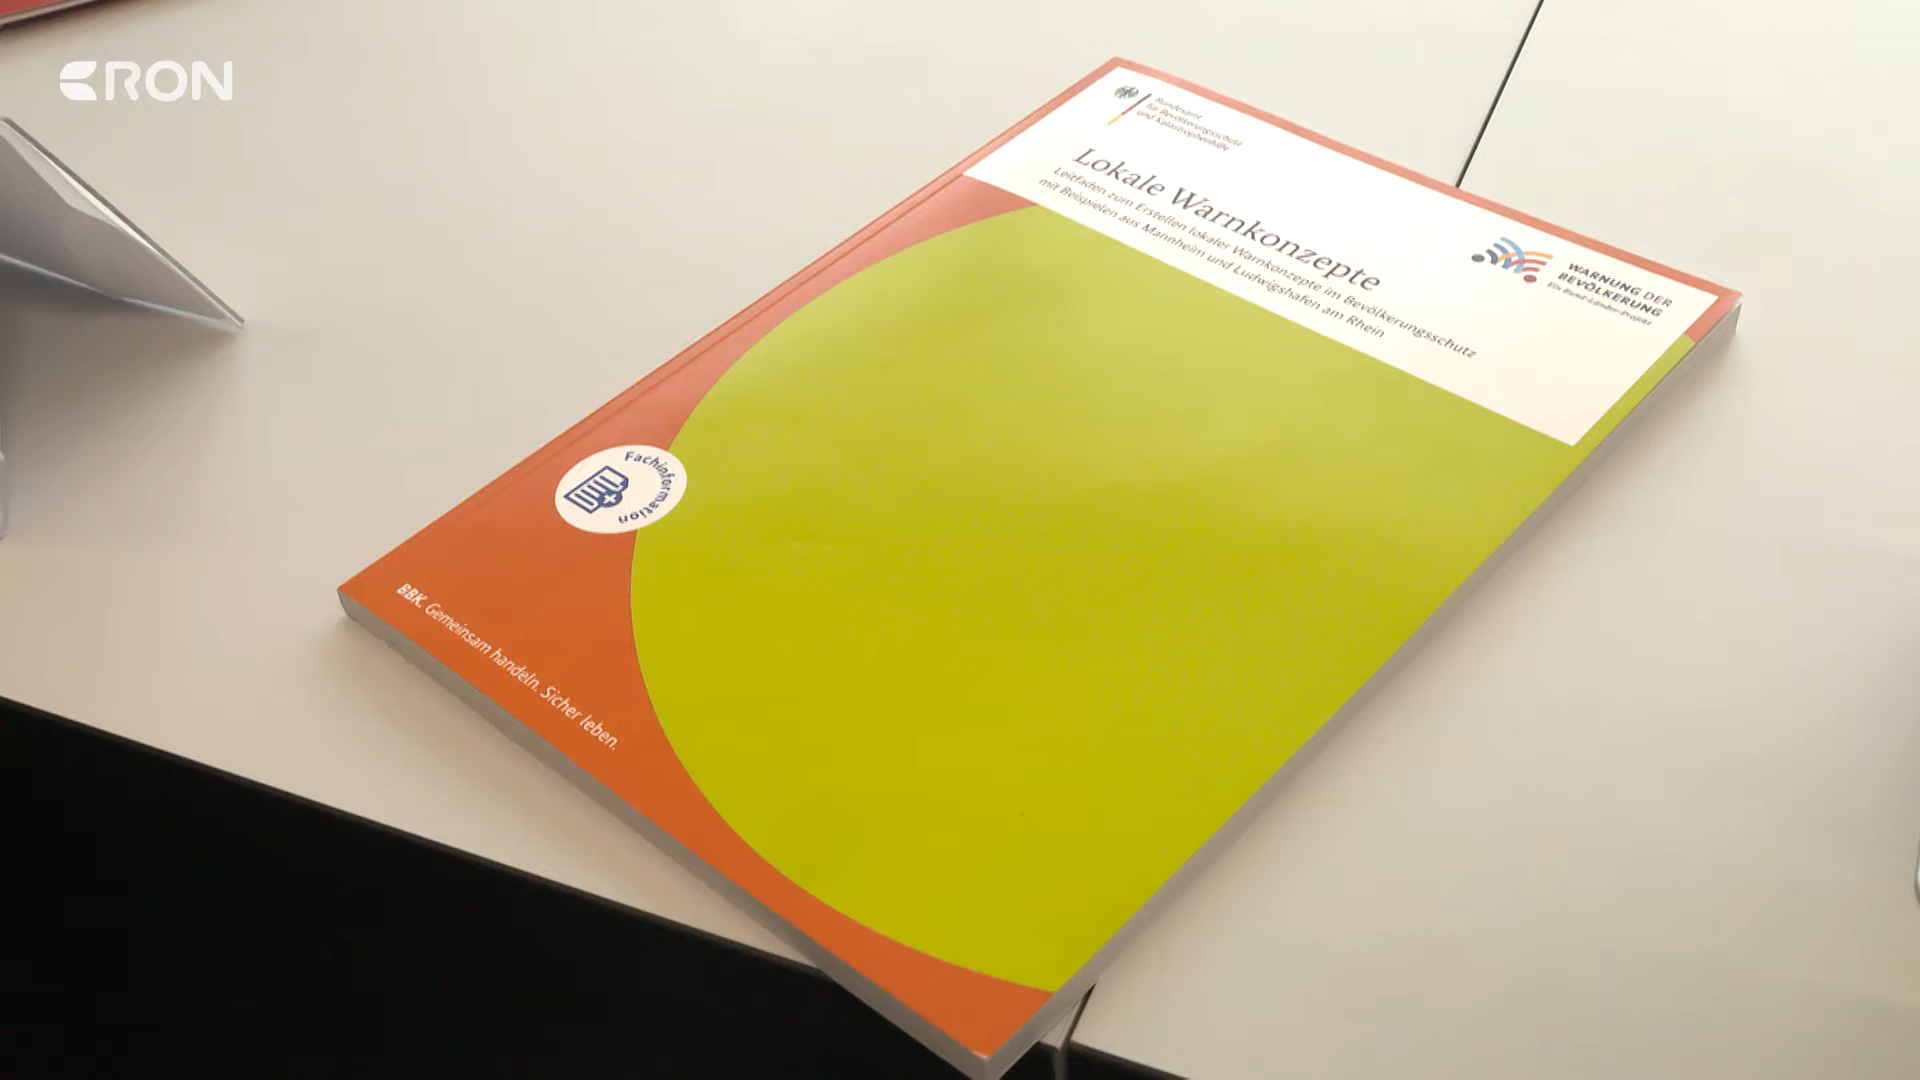 RON
Bundesamt
für Bevölkerungsschutz
und Katastrophenhilfe
Lokale Warnkonzepte
Leitfaden zum Erstellen lokaler Warnkonzepte im Bevölkerungsschutz
mit Beispielen aus Mannheim und Ludwigshafen am Rhein
WARNUNG DER
BEVÖLKERUNG
Ein Bund-Länder-Projekt
Fachinformation
BBK. Gemeinsam handeln. Sicher leben.